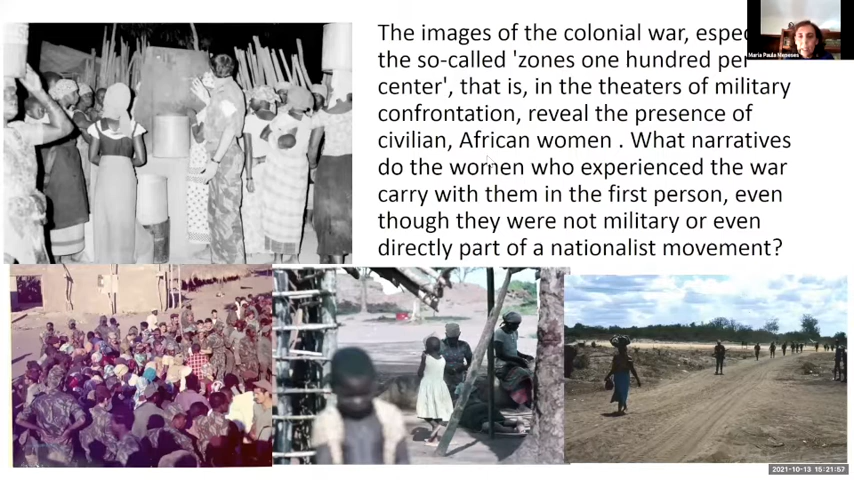 The images of the colonial war, espec
the so-called 'zones one hundred per
center', that is, in the theaters of military
confrontation, reveal the presence of
civilian, African women . What narratives
do the women who experienced the war
carry with them in the first person, even
though they were not military or even
directly part of a nationalist movement?
Maria Paula Meneses
2021-10-13 15:21:57